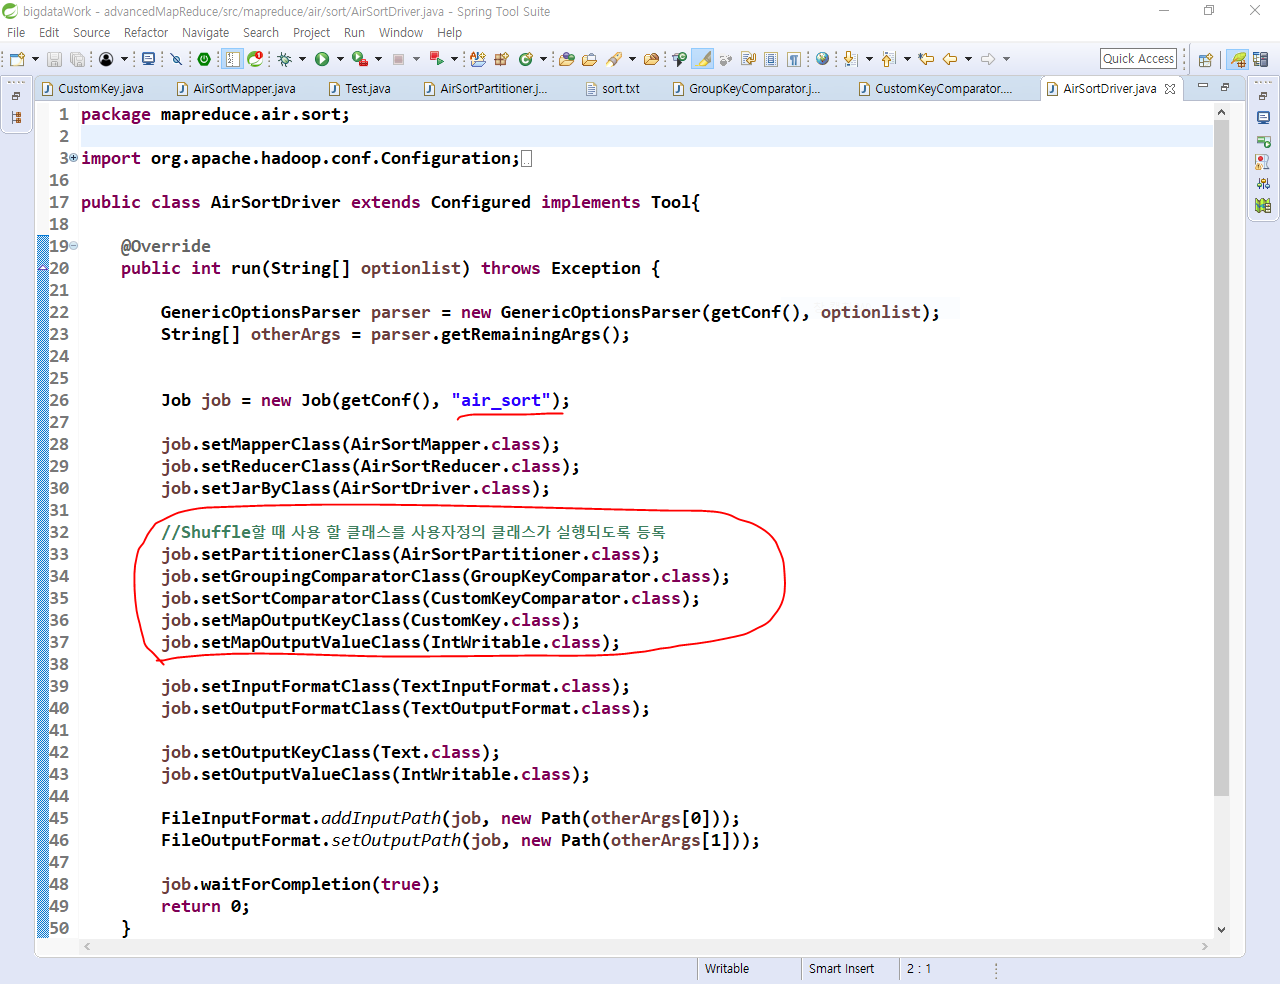 bigdataWork - advancedMapReduce/src/mapreduce/air/sort/AirSortDriver.java - Spring Tool Suite
File Edit Source Refactor Navigate Search Project Run Window Help
Quick Access
CustomKey.java AirSortMapper.java Test.java AirSortPartitioner.j... sort.txt GroupKeyComparator.j... CustomKeyComparator.... AirSortDriver.java
1 package mapreduce.air.sort;
2
3 import org.apache.hadoop.conf.Configuration;
16
17 public class AirSortDriver extends Configured implements Tool{
18
19 @Override
20 public int run(String[] optionlist) throws Exception {
21
22 GenericOptionsParser parser = new GenericOptionsParser(getConf(), optionlist);
23 String[] otherArgs = parser.getRemainingArgs();
24
25
26 Job job = new Job(getConf(), "air_sort");
27
28 job.setMapperClass(AirSortMapper.class);
29 job.setReducerClass(AirSortReducer.class);
30 job.setJarByClass(AirSortDriver.class);
31
32 //Shuffle할 때 사용 할 클래스를 사용자정의 클래스가 실행되도록 등록
33 job.setPartitionerClass(AirSortPartitioner.class);
34 job.setGroupingComparatorClass(GroupKeyComparator.class);
35 job.setSortComparatorClass(CustomKeyComparator.class);
36 job.setMapOutputKeyClass(CustomKey.class);
37 job.setMapOutputValueClass(IntWritable.class);
38
39 job.setInputFormatClass(TextInputFormat.class);
40 job.setOutputFormatClass(TextOutputFormat.class);
41
42 job.setOutputKeyClass(Text.class);
43 job.setOutputValueClass(IntWritable.class);
44
45 FileInputFormat.addInputPath(job, new Path(otherArgs[0]));
46 FileOutputFormat.setOutputPath(job, new Path(otherArgs[1]));
47
48 job.waitForCompletion(true);
49 return 0;
50 }
Writable Smart Insert 2 : 1